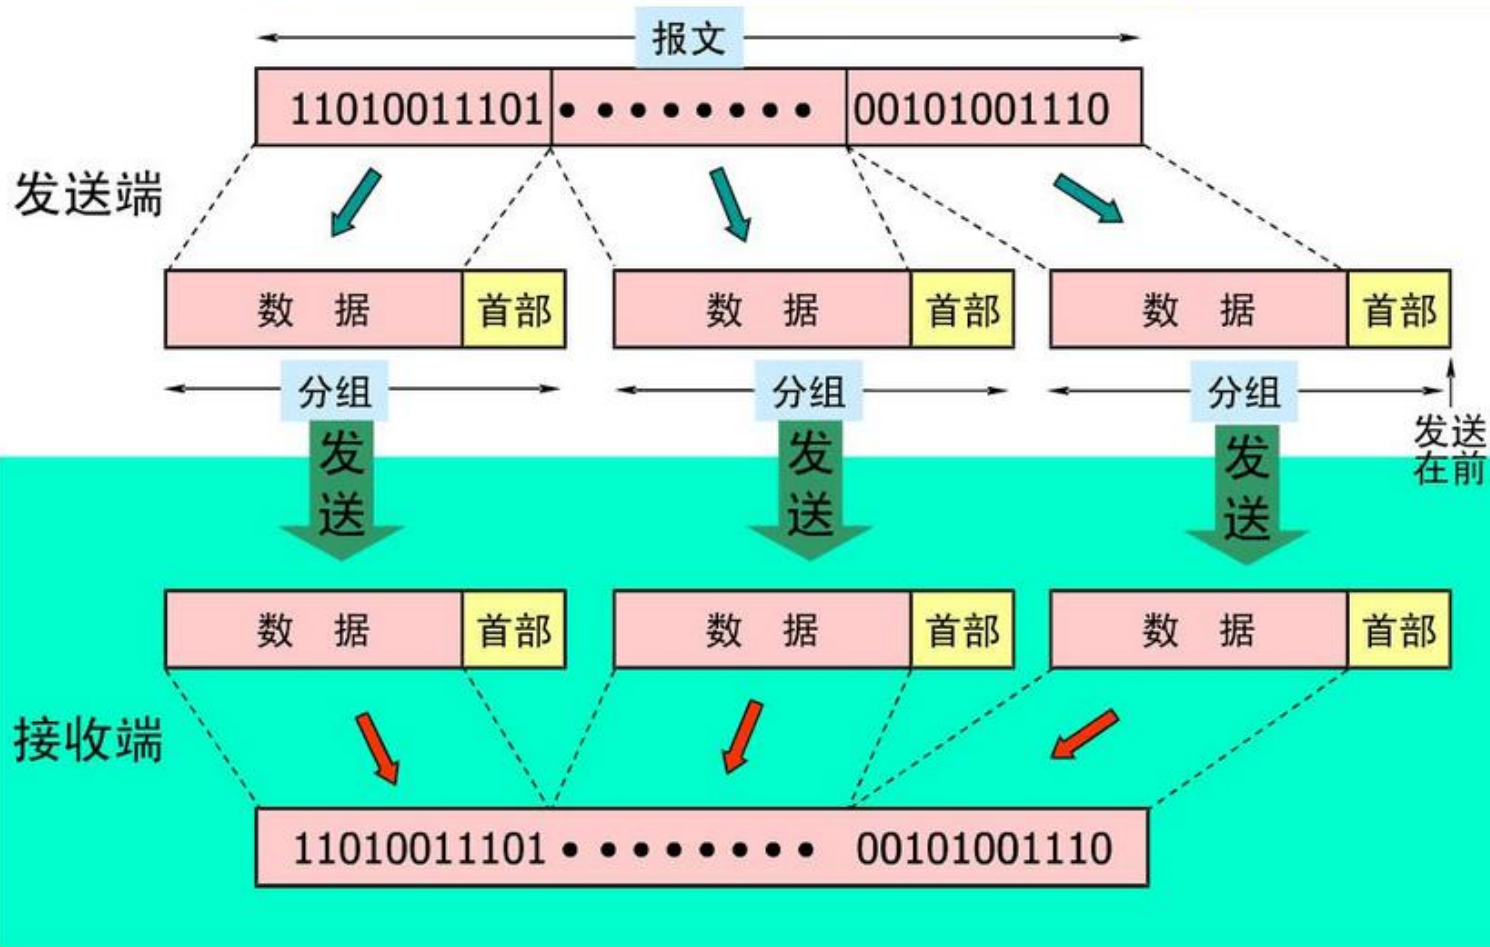 报文
11010011101 • • • • • • • • 00101001110
发送端
数 据 首部 数 据 首部 数 据 首部
分组 分组 分组
发送 发送 发送
发送
在前
数 据 首部 数 据 首部 数 据 首部
接收端
11010011101 • • • • • • • • 00101001110